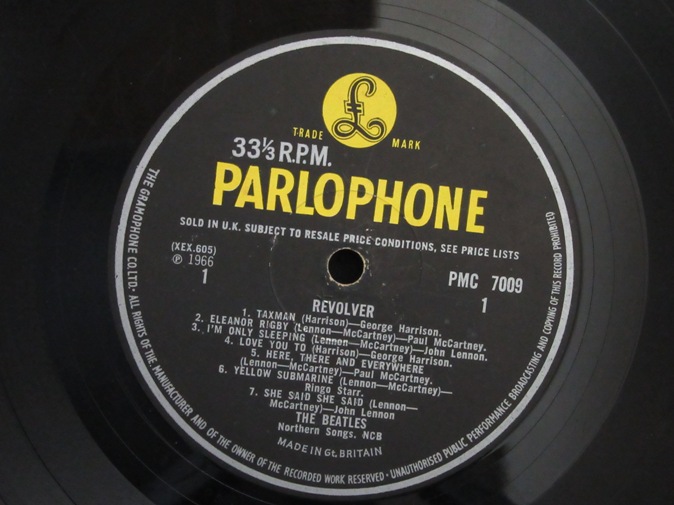 TRADE MARK
33⅓ R.P.M.
PARLOPHONE
SOLD IN U.K. SUBJECT TO RESALE PRICE CONDITIONS, SEE PRICE LISTS
(XEX.605)
℗ 1966
1
PMC 7009
1
REVOLVER
1. TAXMAN (Harrison)—George Harrison.
2. ELEANOR RIGBY (Lennon—McCartney)—Paul McCartney.
3. I'M ONLY SLEEPING (Lennon—McCartney)—John Lennon.
4. LOVE YOU TO (Harrison)—George Harrison.
5. HERE, THERE AND EVERYWHERE
(Lennon—McCartney)—Paul McCartney.
6. YELLOW SUBMARINE (Lennon—McCartney)—
Ringo Starr.
7. SHE SAID SHE SAID (Lennon—
McCartney)—John Lennon
THE BEATLES
Northern Songs. NCB
MADE IN Gt. BRITAIN
THE GRAMOPHONE CO. LTD. · ALL RIGHTS OF THE MANUFACTURER AND OF THE OWNER OF THE RECORDED WORK RESERVED · UNAUTHORISED PUBLIC PERFORMANCE BROADCASTING AND COPYING OF THIS RECORD PROHIBITED